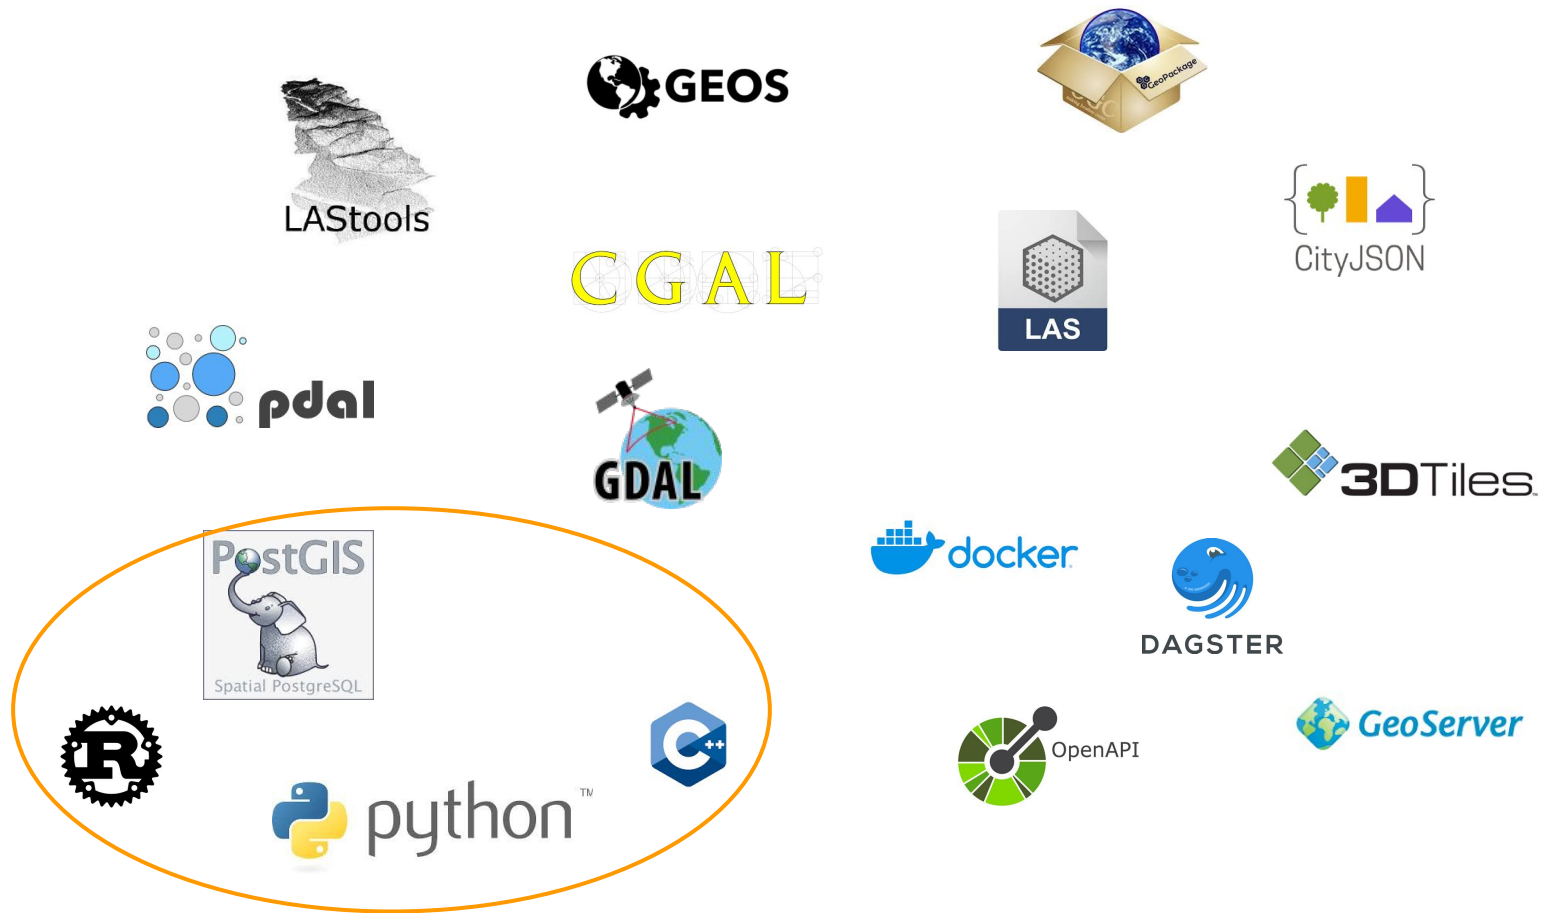 GEOS
GeoPackage
LAStools
CityJSON
CGAL
LAS
pdal
GDAL
3DTiles
PostGIS
Spatial PostgreSQL
docker
DAGSTER
R
C++
OpenAPI
GeoServer
python™